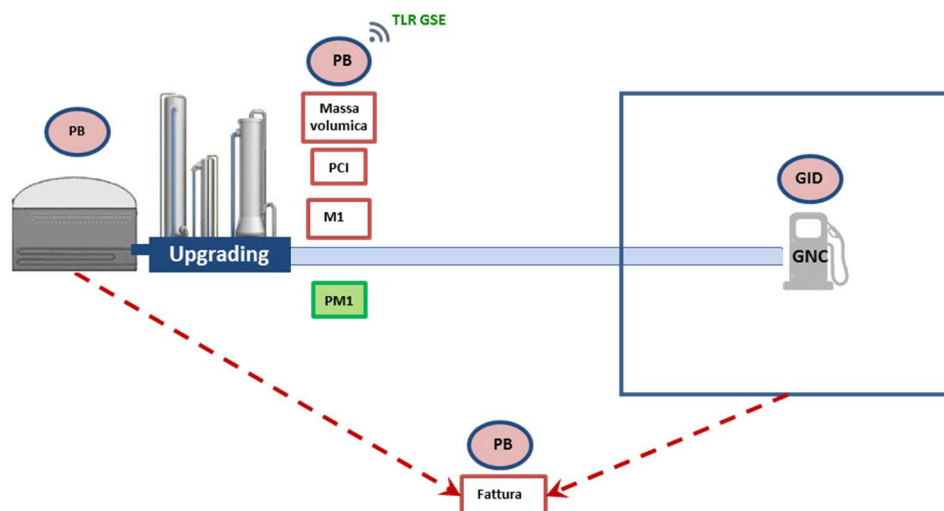 TLR GSE
PB
Massa
volumica
PB
PCI
GID
M1
Upgrading
GNC
PM1
PB
Fattura